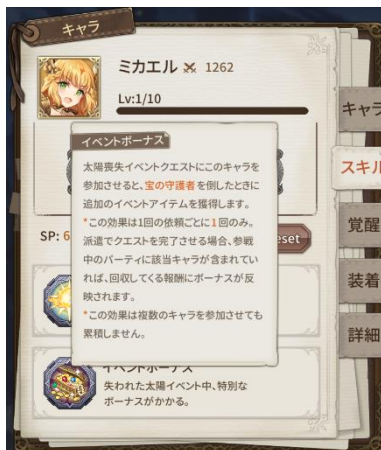 キャラ
ミカエル 1262
Lv:1/10
キャラ
イベントボーナス
太陽喪失イベントクエストにこのキャラを
参加させると、宝の守護者を倒したときに
追加のイベントアイテムを獲得します。
*この効果は1回の依頼ごとに1回のみ。
派遣でクエストを完了させる場合、参戦
中のパーティに該当キャラが含まれてい
れば、回収してくる報酬にボーナスが反
映されます。
*この効果は複数のキャラを参加させても
累積しません。
スキル
SP: 6
set
覚醒
装着
詳細
イベントボーナス
失われた太陽イベント中、特別な
ボーナスがかかる。